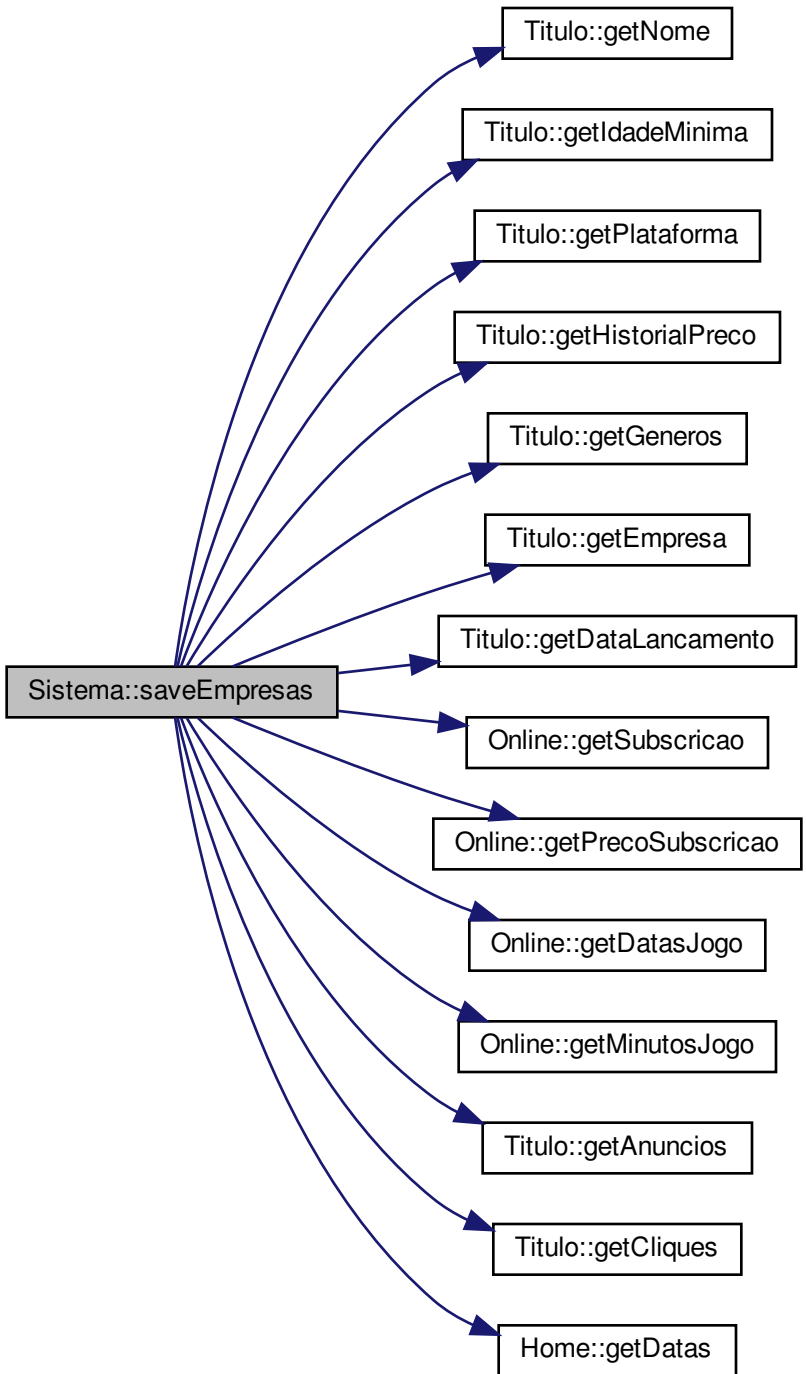 Titulo::getNome
Titulo::getIdadeMinima
Titulo::getPlataforma
Titulo::getHistorialPreco
Titulo::getGeneros
Titulo::getEmpresa
Titulo::getDataLancamento
Sistema::saveEmpresas
Online::getSubscricao
Online::getPrecoSubscricao
Online::getDatasJogo
Online::getMinutosJogo
Titulo::getAnuncios
Titulo::getCliques
Home::getDatas